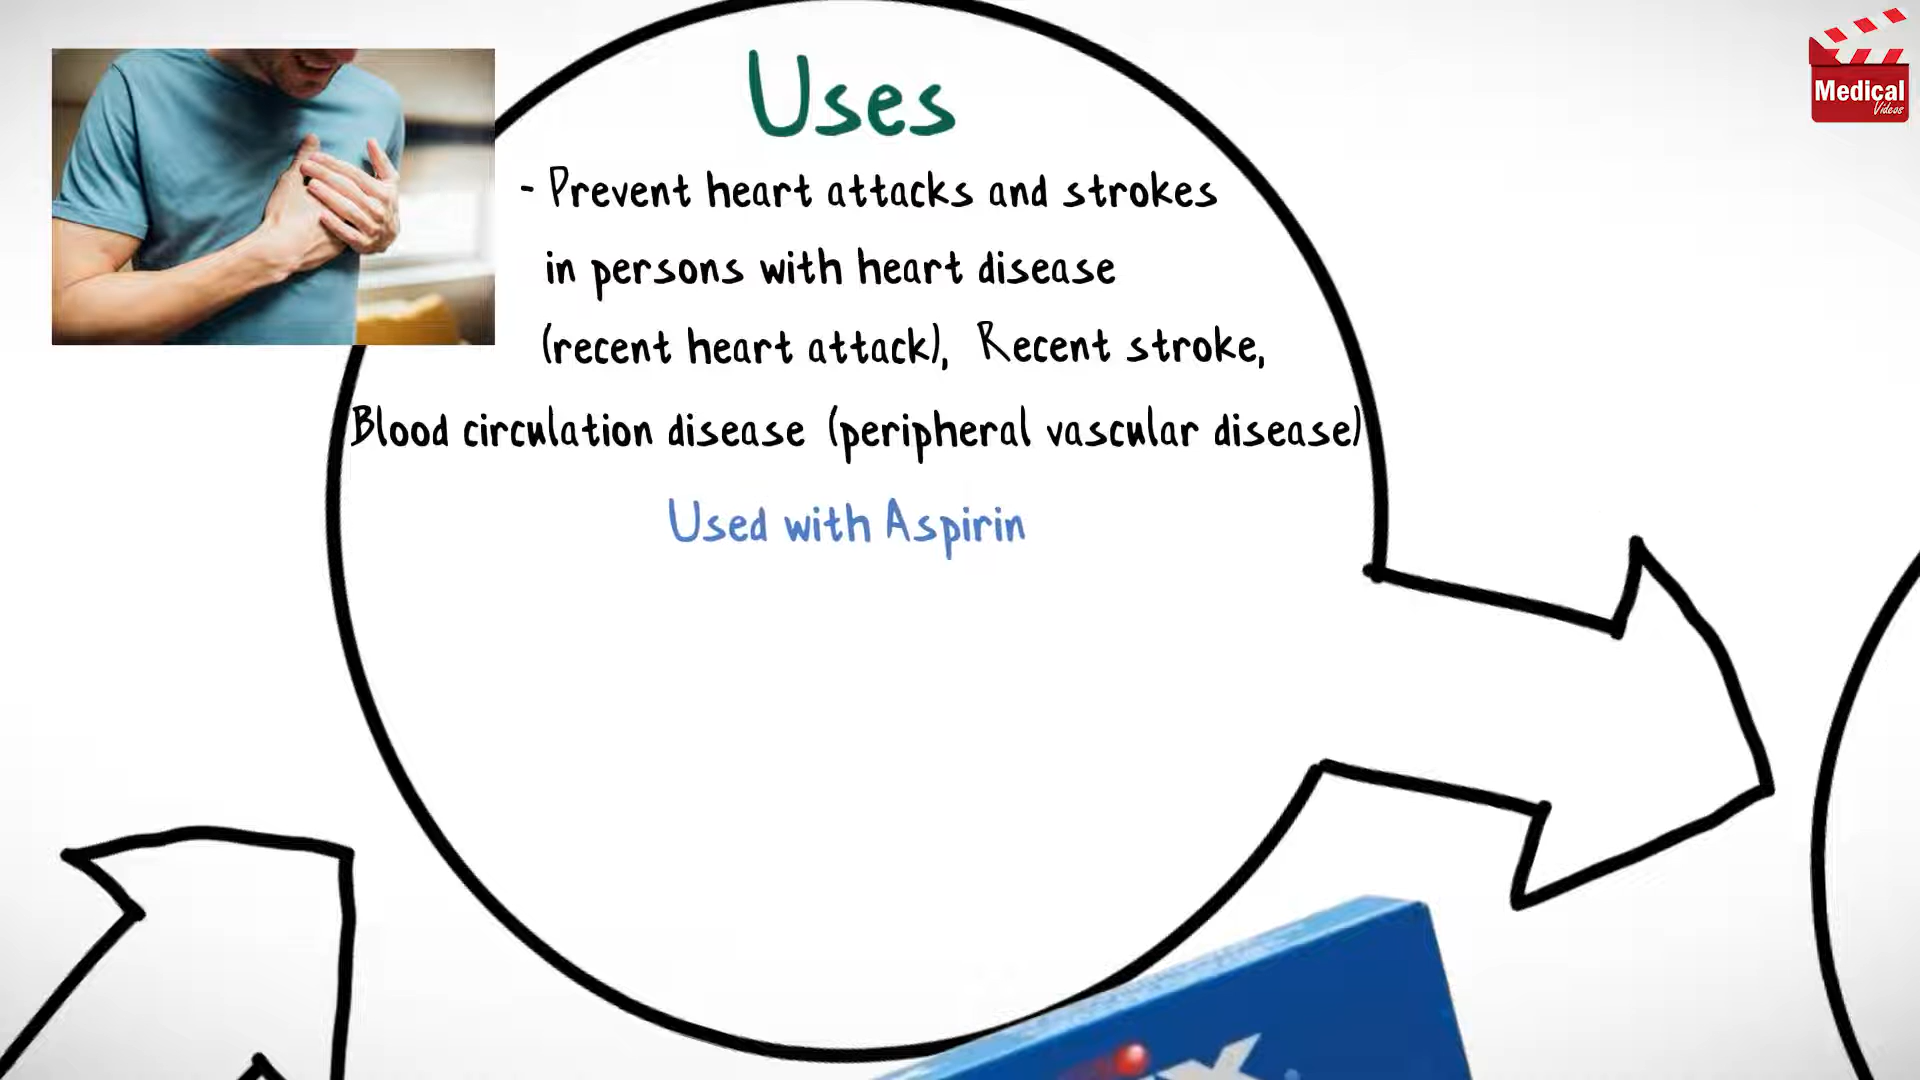 Uses
- Prevent heart attacks and strokes
in persons with heart disease
(recent heart attack), Recent stroke,
Blood circulation disease (peripheral vascular disease)
Used with Aspirin
Medical
Videos